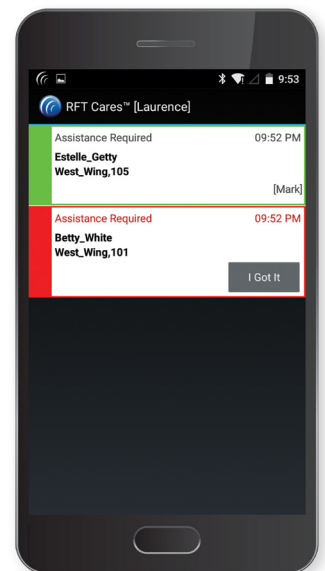 9:53
RFT Cares™ [Laurence]
Assistance Required 09:52 PM
Estelle_Getty
West_Wing,105
[Mark]
Assistance Required 09:52 PM
Betty_White
West_Wing,101
I Got It